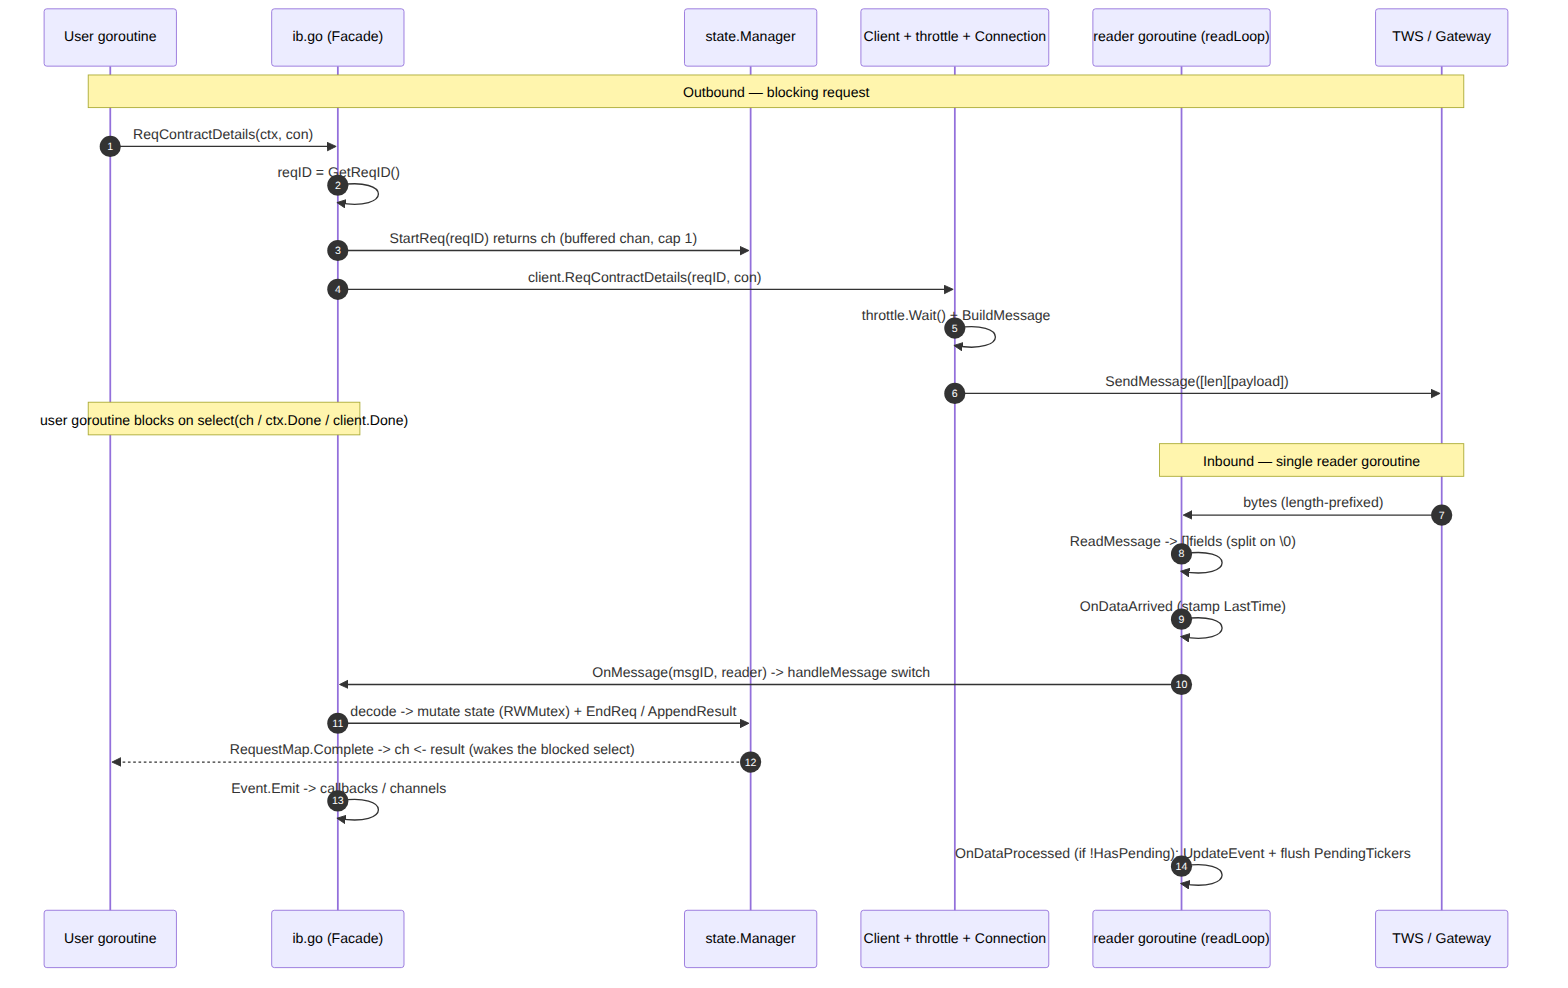 User goroutine
ib.go (Facade)
state.Manager
Client + throttle + Connection
reader goroutine (readLoop)
TWS / Gateway
Outbound — blocking request
ReqContractDetails(ctx, con)
1
reqID = GetReqID()
2
StartReq(reqID) returns ch (buffered chan, cap 1)
3
client.ReqContractDetails(reqID, con)
4
throttle.Wait() + BuildMessage
5
SendMessage([len][payload])
6
user goroutine blocks on select(ch / ctx.Done / client.Done)
Inbound — single reader goroutine
bytes (length-prefixed)
7
ReadMessage -> []fields (split on \0)
8
OnDataArrived (stamp LastTime)
9
OnMessage(msgID, reader) -> handleMessage switch
10
decode -> mutate state (RWMutex) + EndReq / AppendResult
11
RequestMap.Complete -> ch <- result (wakes the blocked select)
12
Event.Emit -> callbacks / channels
13
OnDataProcessed (if !HasPending): UpdateEvent + flush PendingTickers
14
User goroutine
ib.go (Facade)
state.Manager
Client + throttle + Connection
reader goroutine (readLoop)
TWS / Gateway